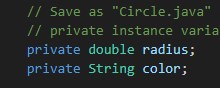 // Save as "Circle.java"
// private instance varia
private double radius;
private String color;